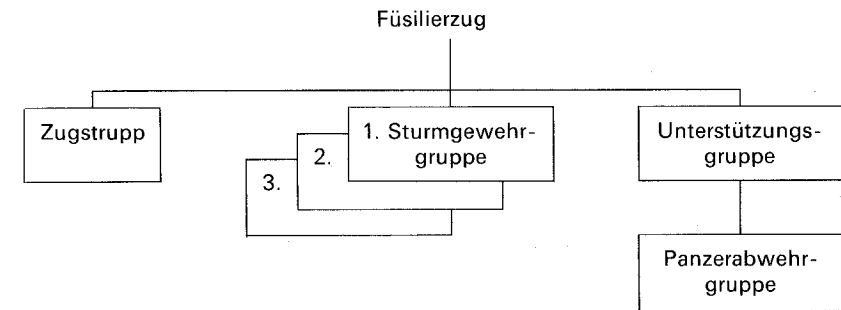 Füsilierzug
Zugstrupp
1. Sturmgewehr-
gruppe
2.
3.
Unterstützungs-
gruppe
Panzerabwehr-
gruppe